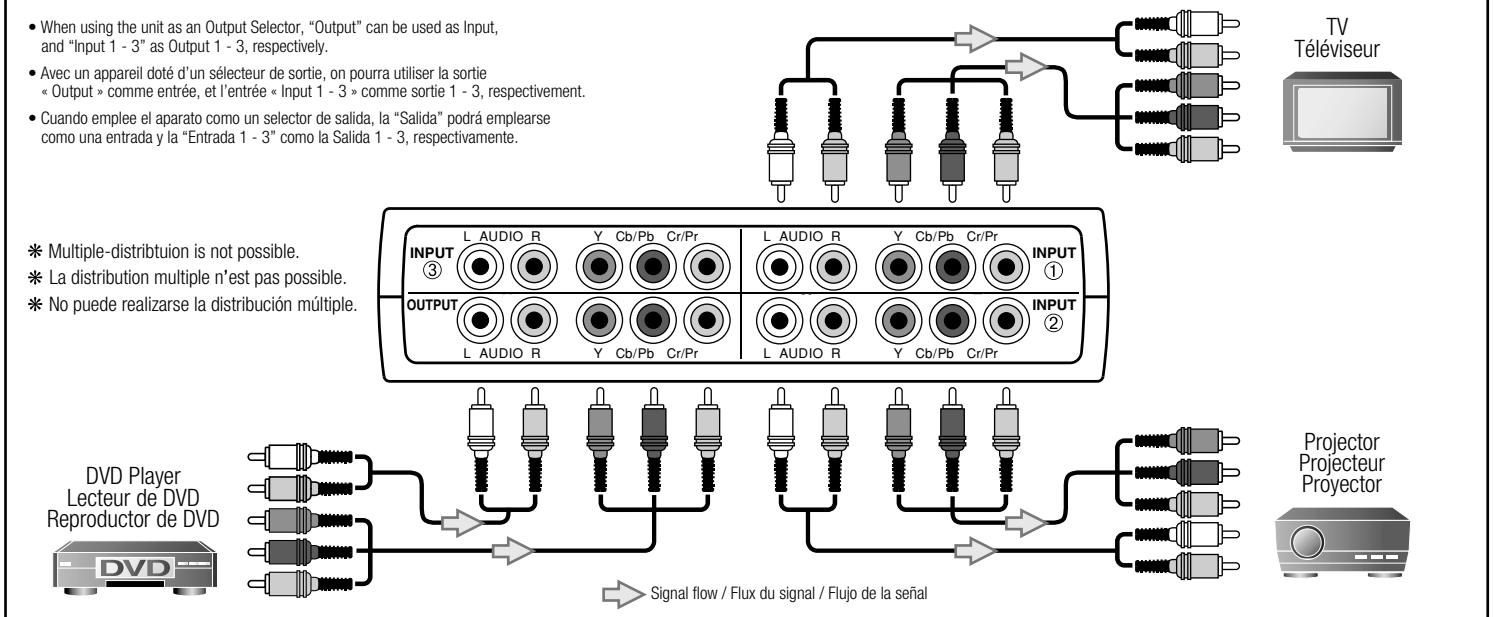 • When using the unit as an Output Selector, “Output” can be used as Input,
and “Input 1 - 3” as Output 1 - 3, respectively.
• Avec un appareil doté d’un sélecteur de sortie, on pourra utiliser la sortie
« Output » comme entrée, et l’entrée « Input 1 - 3 » comme sortie 1 - 3, respectivement.
• Cuando emplee el aparato como un selector de salida, la “Salida” podrá emplearse
como una entrada y la “Entrada 1 - 3” como la Salida 1 - 3, respectivamente.
TV
Téléviseur
❋ Multiple-distribtuion is not possible.
❋ La distribution multiple n’est pas possible.
❋ No puede realizarse la distribución múltiple.
L AUDIO R Y Cb/Pb Cr/Pr L AUDIO R Y Cb/Pb Cr/Pr
INPUT
③
INPUT
①
OUTPUT
INPUT
②
L AUDIO R Y Cb/Pb Cr/Pr L AUDIO R Y Cb/Pb Cr/Pr
DVD Player
Lecteur de DVD
Reproductor de DVD
DVD
Projector
Projecteur
Proyector
Signal flow / Flux du signal / Flujo de la señal